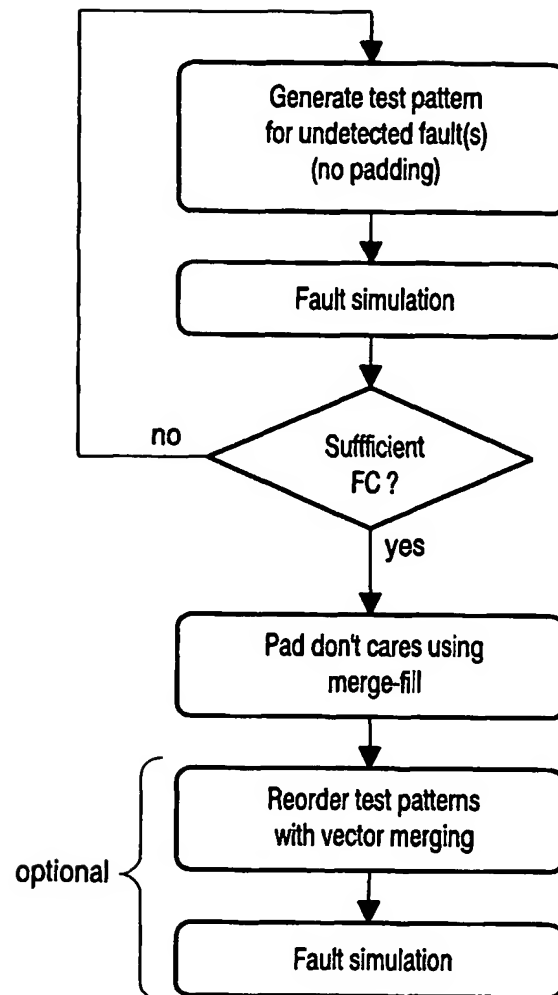 Generate test pattern
for undetected fault(s)
(no padding)
Fault simulation
no
Suffficient
FC ?
yes
Pad don't cares using
merge-fill
Reorder test patterns
with vector merging
optional
Fault simulation